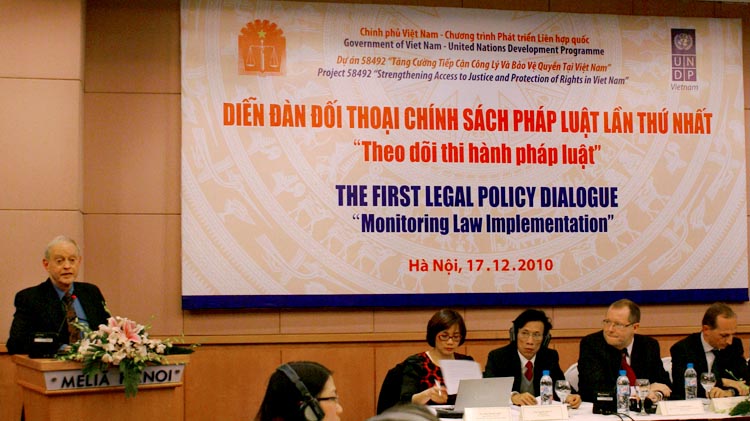 Chính phủ Việt Nam - Chương trình Phát triển Liên hợp quốc
Government of Viet Nam - United Nations Development Programme
Dự án 58492 "Tăng Cường Tiếp Cận Công Lý Và Bảo Vệ Quyền Tại Việt Nam"
Project 58492 "Strengthening Access to Justice and Protection of Rights in Viet Nam"
U N
D P
Vietnam
DIỄN ĐÀN ĐỐI THOẠI CHÍNH SÁCH PHÁP LUẬT LẦN THỨ NHẤT
"Theo dõi thi hành pháp luật"
THE FIRST LEGAL POLICY DIALOGUE
"Monitoring Law Implementation"
Hà Nội, 17.12.2010
MELIÁ HANOI